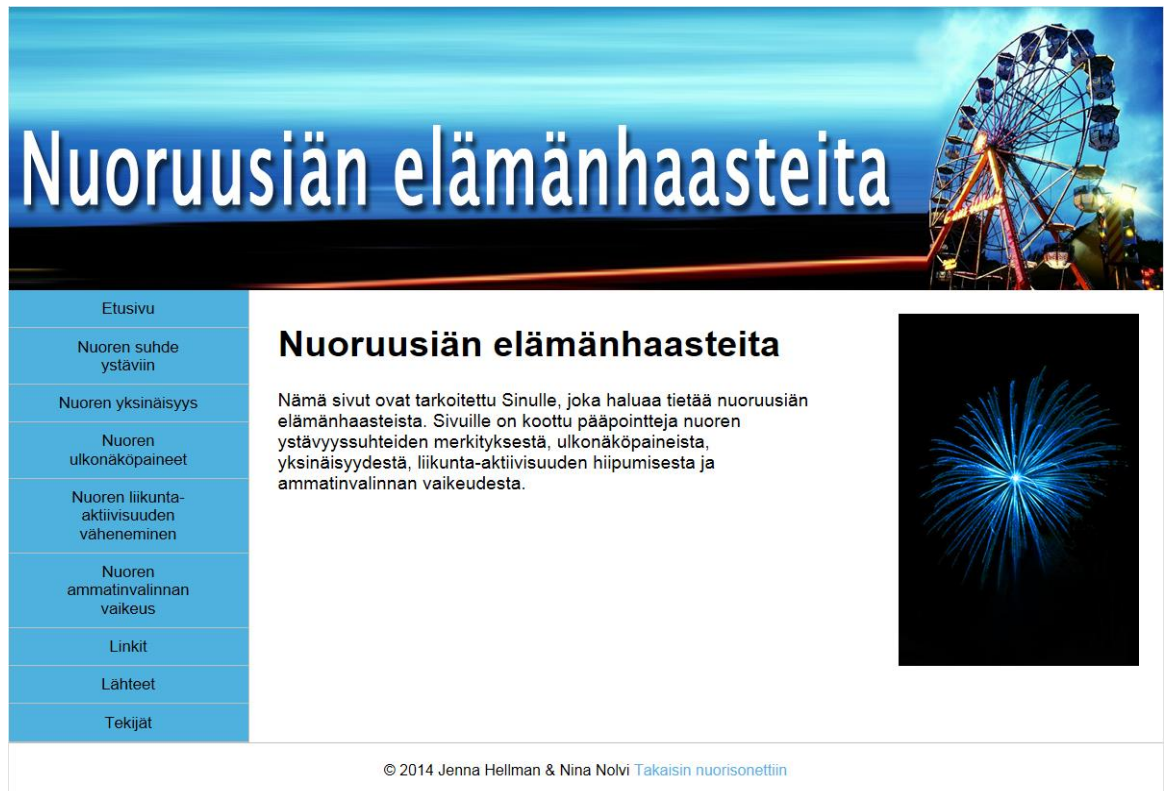 Nuoruusiän elämänhaasteita
Etusivu
Nuoren suhde
ystäviin
Nuoren yksinäisyys
Nuoren
ulkonäköpaineet
Nuoren liikunta-
aktiivisuuden
väheneminen
Nuoren
ammatinvalinnan
vaikeus
Linkit
Lähteet
Tekijät
Nuoruusiän elämänhaasteita
Nämä sivut ovat tarkoitettu Sinulle, joka haluaa tietää nuoruusiän
elämänhaasteista. Sivuille on koottu pääpointteja nuoren
ystävyyssuhteiden merkityksestä, ulkonäköpaineista,
yksinäisyydestä, liikunta-aktiivisuuden hiipumisesta ja
ammatinvalinnan vaikeudesta.
© 2014 Jenna Hellman & Nina Nolvi Takaisin nuorisonettiin